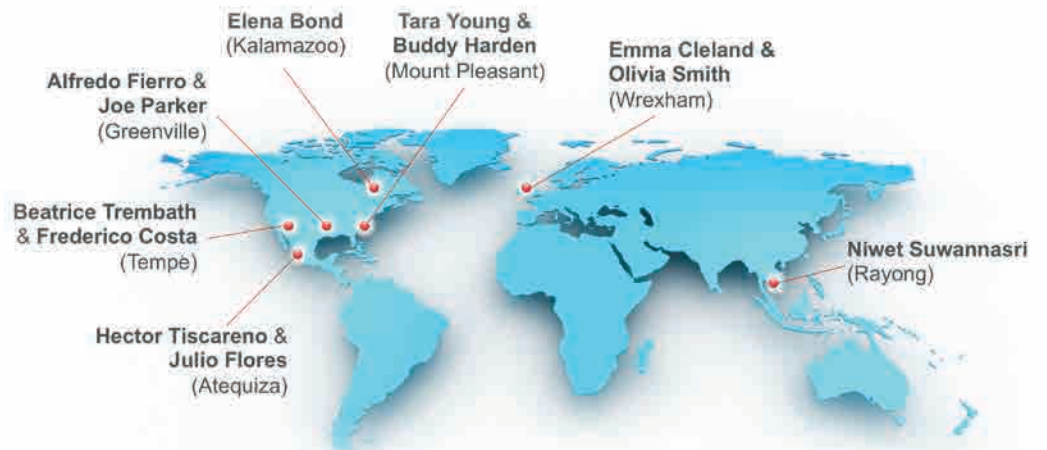 Elena Bond
(Kalamazoo)
Tara Young &
Buddy Harden
(Mount Pleasant)
Emma Cleland &
Olivia Smith
(Wrexham)
Alfredo Fierro &
Joe Parker
(Greenville)
Beatrice Trembath
& Frederico Costa
(Tempe)
Niwet Suwannasri
(Rayong)
Hector Tiscareno &
Julio Flores
(Atequiza)